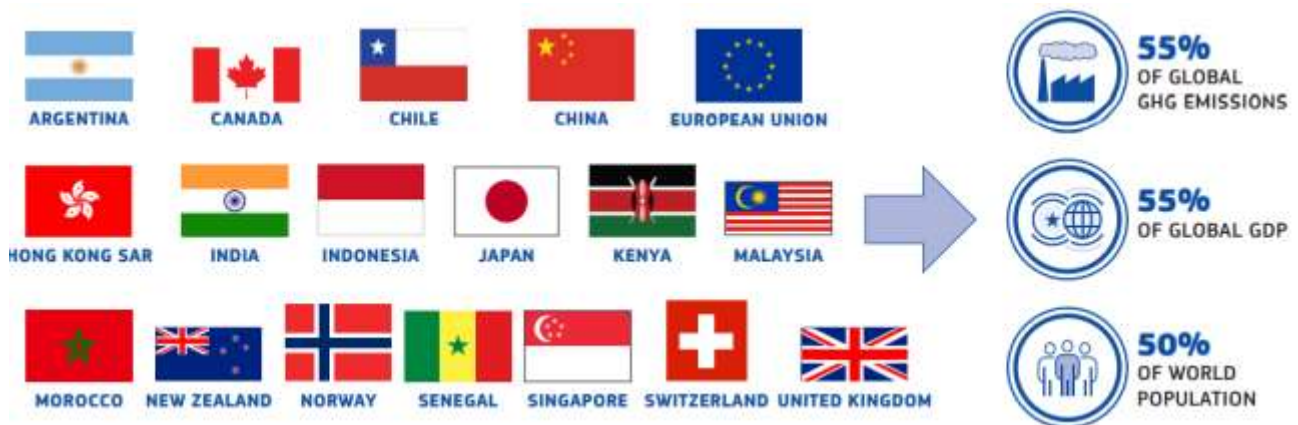 ARGENTINA CANADA CHILE CHINA EUROPEAN UNION
HONG KONG SAR INDIA INDONESIA JAPAN KENYA MALAYSIA
MOROCCO NEW ZEALAND NORWAY SENEGAL SINGAPORE SWITZERLAND UNITED KINGDOM
55%
OF GLOBAL
GHG EMISSIONS
55%
OF GLOBAL GDP
50%
OF WORLD
POPULATION